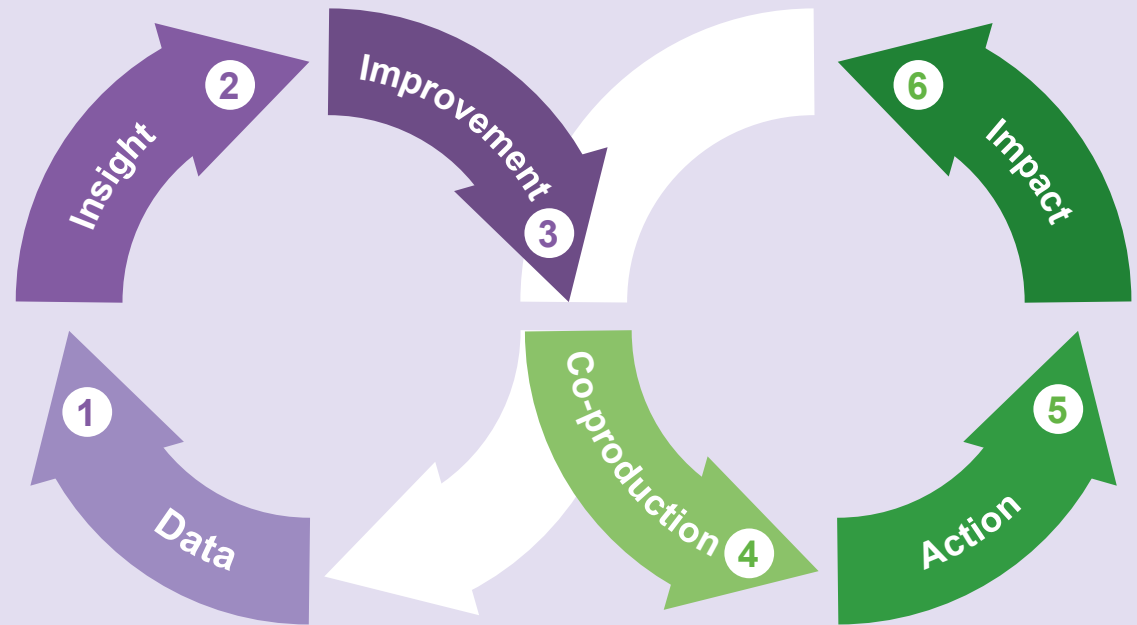 1
Data
2
Insight
Improvement
3
Co-production
4
Action
5
6
Impact